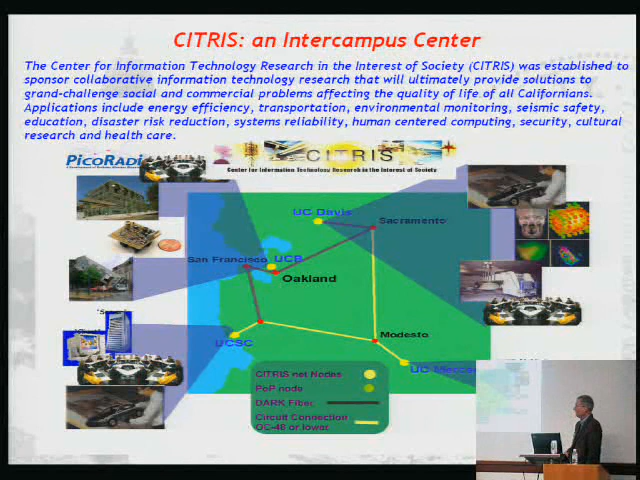 CITRIS: an Intercampus Center
The Center for Information Technology Research in the Interest of Society (CITRIS) was established to
sponsor collaborative information technology research that will ultimately provide solutions to
grand-challenge social and commercial problems affecting the quality of life of all Californians.
Applications include energy efficiency, transportation, environmental monitoring, seismic safety,
education, disaster risk reduction, systems reliability, human centered computing, security, cultural
research and health care.
PicoRadi
CITRIS
Center for Information Technology Research in the Interest of Society
UC Davis
Sacramento
San Francisco
UCB
Oakland
UCSC
Modesto
UC Merced
CITRIS net Nodes
PoP node
DARK Fiber
Circuit Connection
OC-48 or lower